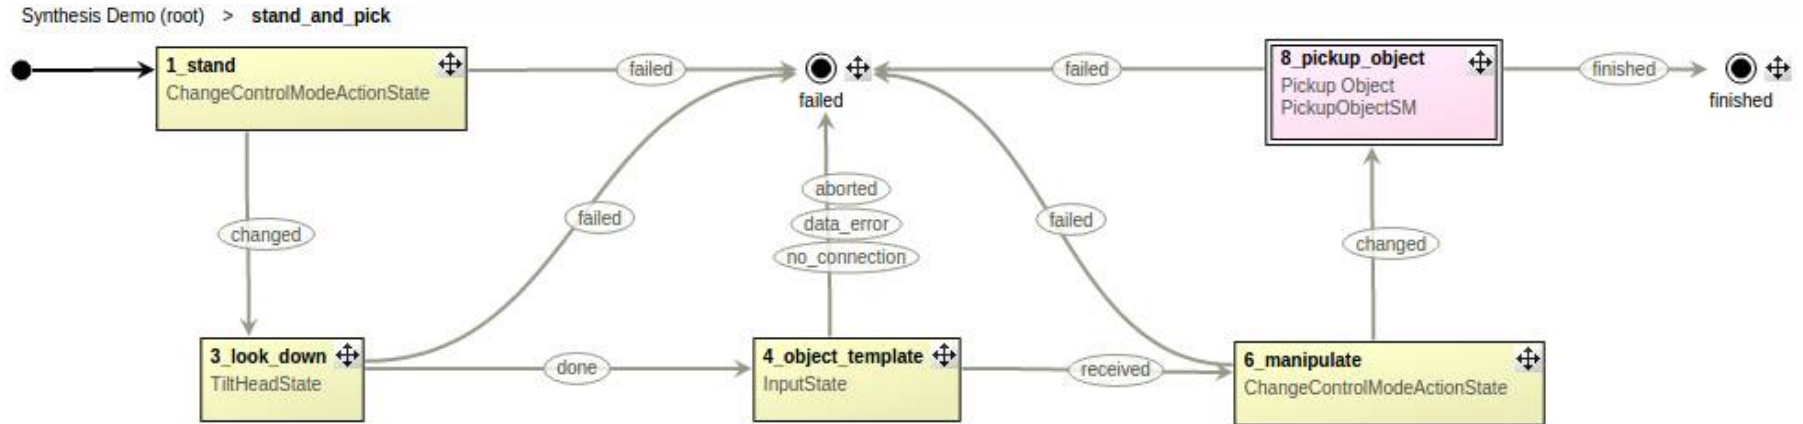 Synthesis Demo (root) > stand_and_pick
1_stand
ChangeControlModeActionState
failed
failed
failed
8_pickup_object
Pickup Object
PickupObjectSM
finished
finished
changed
failed
aborted
data_error
no_connection
failed
changed
3_look_down
TiltHeadState
done
4_object_template
InputState
received
6_manipulate
ChangeControlModeActionState